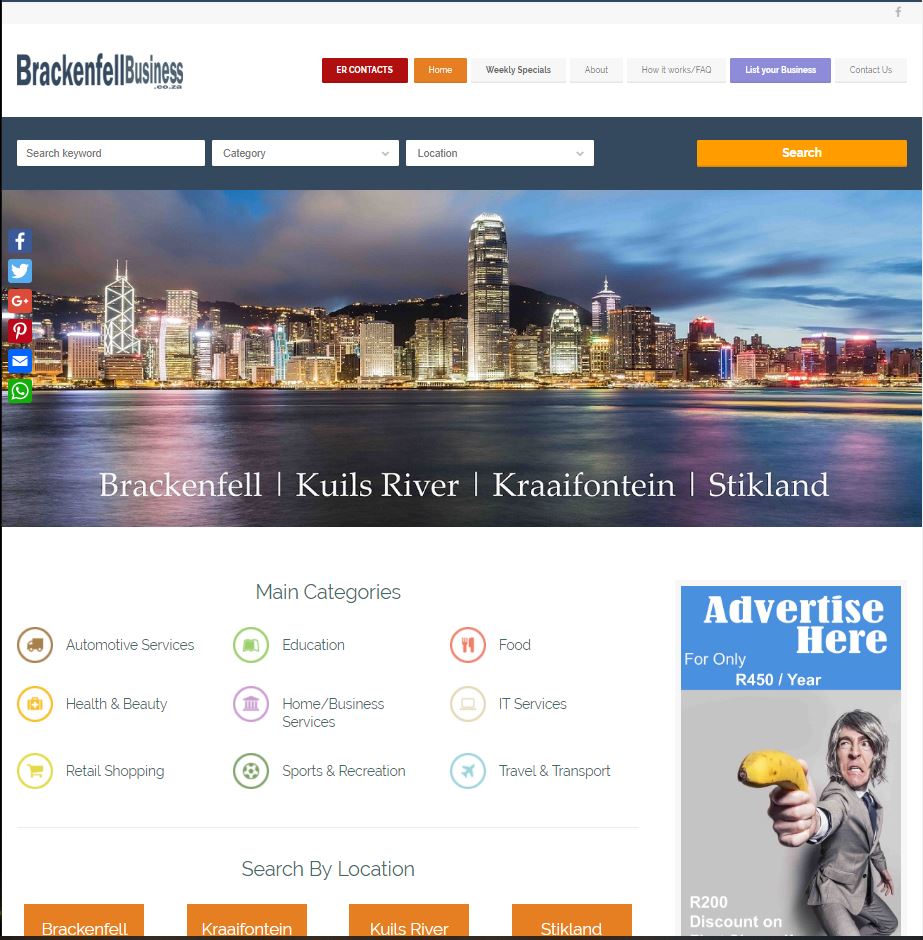 BrackenfellBusiness
.co.za
ER CONTACTS
Home
Weekly Specials
About
How it works/FAQ
List your Business
Contact Us
Search keyword
Category
Location
Search
Brackenfell | Kuils River | Kraaifontein | Stikland
Main Categories
Automotive Services
Education
Food
Health & Beauty
Home/Business
Services
IT Services
Retail Shopping
Sports & Recreation
Travel & Transport
Search By Location
Brackenfell
Kraaifontein
Kuils River
Stikland
Advertise
Here
For Only
R450 / Year
R200
Discount on